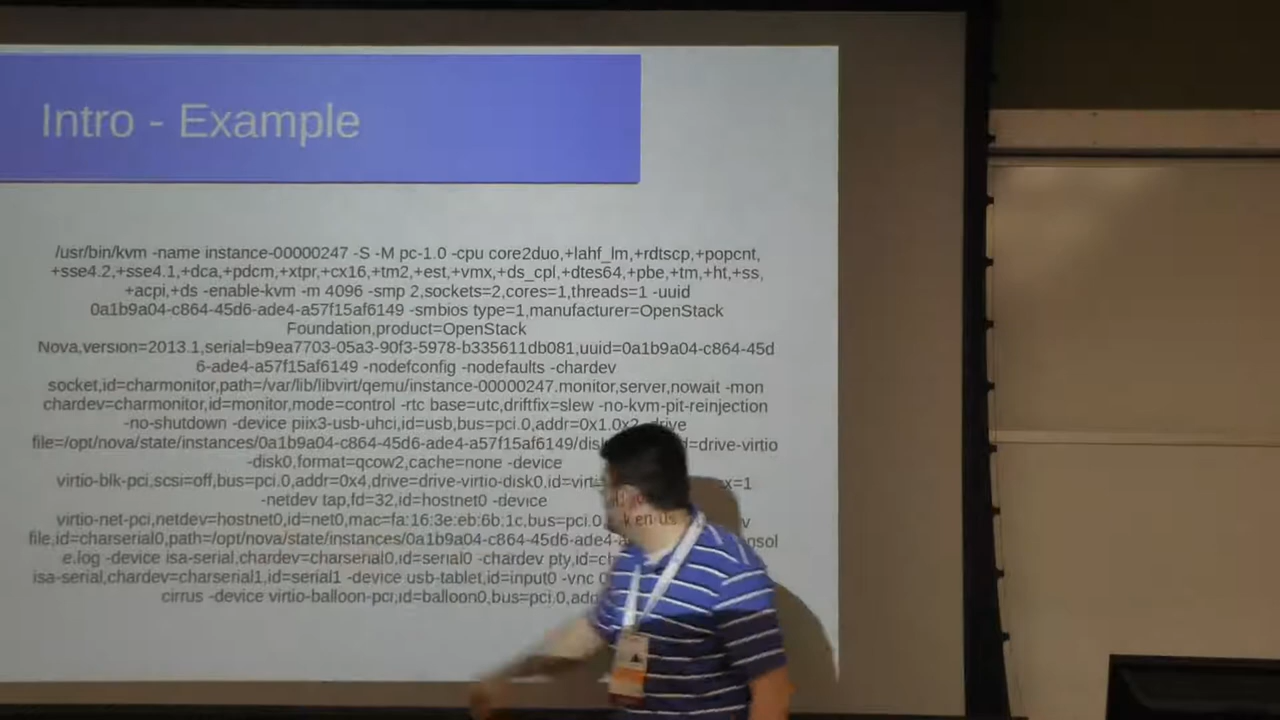 Intro - Example
/usr/bin/kvm -name instance-00000247 -S -M pc-1.0 -cpu core2duo,+lahf_lm,+rdtscp,+popcnt,
+sse4.2,+sse4.1,+dca,+pdcm,+xtpr,+cx16,+tm2,+est,+vmx,+ds_cpl,+dtes64,+pbe,+tm,+ht,+ss,
+acpi,+ds -enable-kvm -m 4096 -smp 2,sockets=2,cores=1,threads=1 -uuid
0a1b9a04-c864-45d6-ade4-a57f15af6149 -smbios type=1,manufacturer=OpenStack
Foundation,product=OpenStack
Nova,version=2013.1,serial=b9ea7703-05a3-90f3-5978-b335611db081,uuid=0a1b9a04-c864-45d
6-ade4-a57f15af6149 -nodefconfig -nodefaults -chardev
socket,id=charmonitor,path=/var/lib/libvirt/qemu/instance-00000247.monitor,server,nowait -mon
chardev=charmonitor,id=monitor,mode=control -rtc base=utc,driftfix=slew -no-kvm-pit-reinjection
-no-shutdown -device piix3-usb-uhci,id=usb,bus=pci.0,addr=0x1.0x2 -drive
file=/opt/nova/state/instances/0a1b9a04-c864-45d6-ade4-a57f15af6149/dis d=drive-virtio
-disk0,format=qcow2,cache=none -device
virtio-blk-pci,scsi=off,bus=pci.0,addr=0x4,drive=drive-virtio-disk0,id=virt x=1
-netdev tap,fd=32,id=hostnet0 -device
virtio-net-pci,netdev=hostnet0,id=net0,mac=fa:16:3e:eb:6b:1c,bus=pci.0 -k en-us v
file,id=charserial0,path=/opt/nova/state/instances/0a1b9a04-c864-45d6-ade4-a onsol
e.log -device isa-serial,chardev=charserial0,id=serial0 -chardev pty,id=ch
isa-serial,chardev=charserial1,id=serial1 -device usb-tablet,id=input0 -vnc
cirrus -device virtio-balloon-pci,id=balloon0,bus=pci.0,add